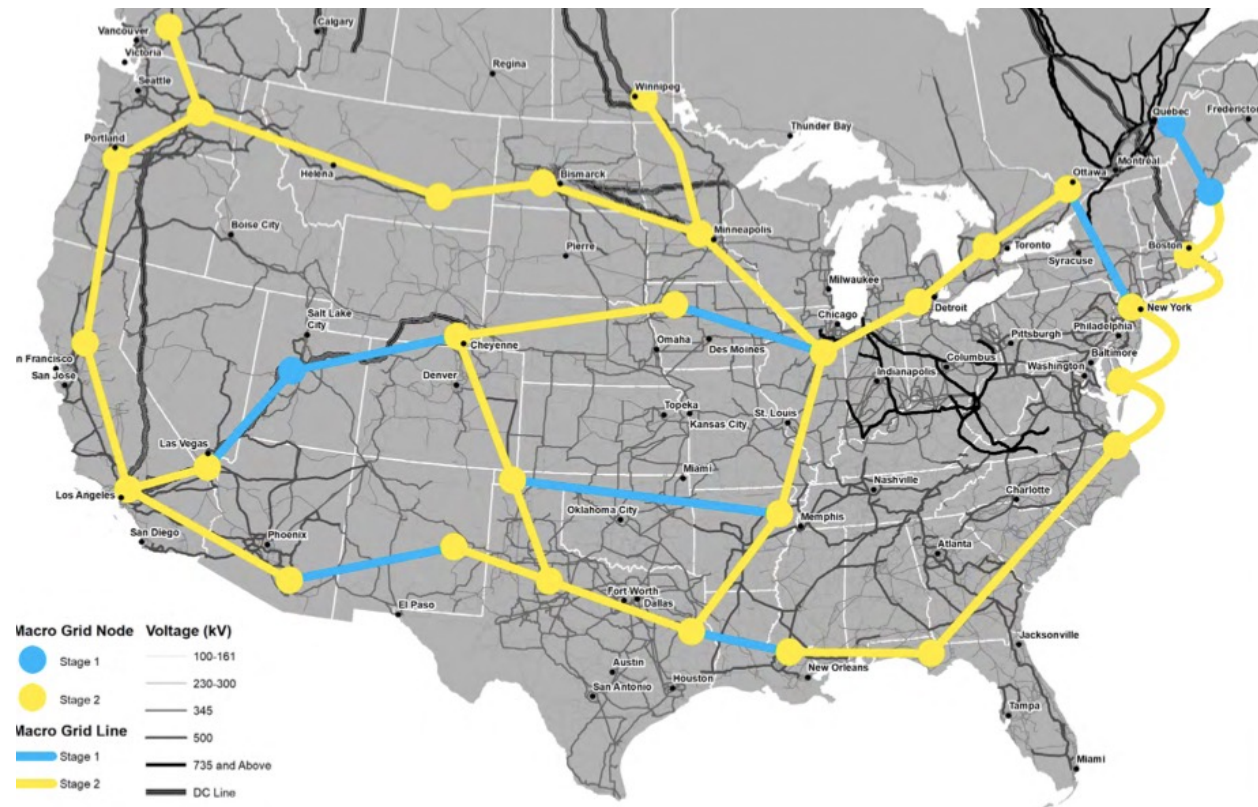 Calgary
Vancouver
Victoria
Regina
Seattle
Winnipeg
Québec
Fredericton
Thunder Bay
Portland
Montréal
Helena
Bismarck
Ottawa
Boise City
Minneapolis
Pierre
Toronto
Boston
Syracuse
Milwaukee
Salt Lake
City
Detroit
New York
Chicago
Cheyenne
Omaha
Des Moines
Pittsburgh
Philadelphia
n Francisco
San Jose
Denver
Columbus
Baltimore
Indianapolis
Washington
Topeka
Kansas City
St. Louis
Las Vegas
Miami
Nashville
Los Angeles
Oklahoma City
Memphis
Charlotte
San Diego
Phoenix
Atlanta
El Paso
Fort Worth
Dallas
Jacksonville
Austin
San Antonio
Houston
New Orleans
Tampa
Miami
Macro Grid Node
Stage 1
Stage 2
Macro Grid Line
Stage 1
Stage 2
Voltage (kV)
100-161
230-300
345
500
735 and Above
DC Line